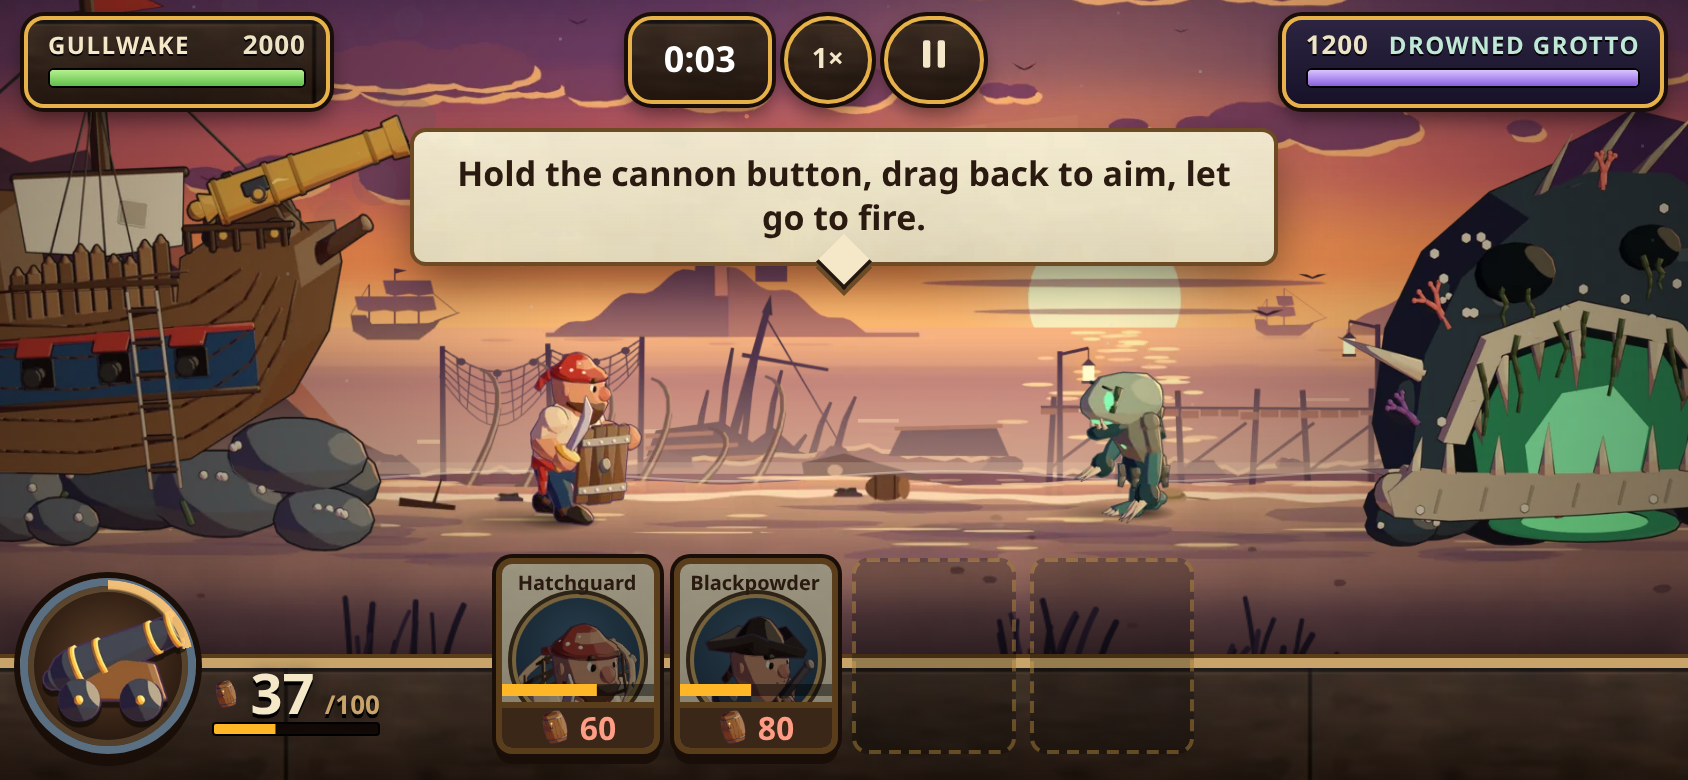 GULLWAKE 2000
0:03
1×
1200 DROWNED GROTTO
Hold the cannon button, drag back to aim, let
go to fire.
Hatchguard
Blackpowder
37 /100
60
80